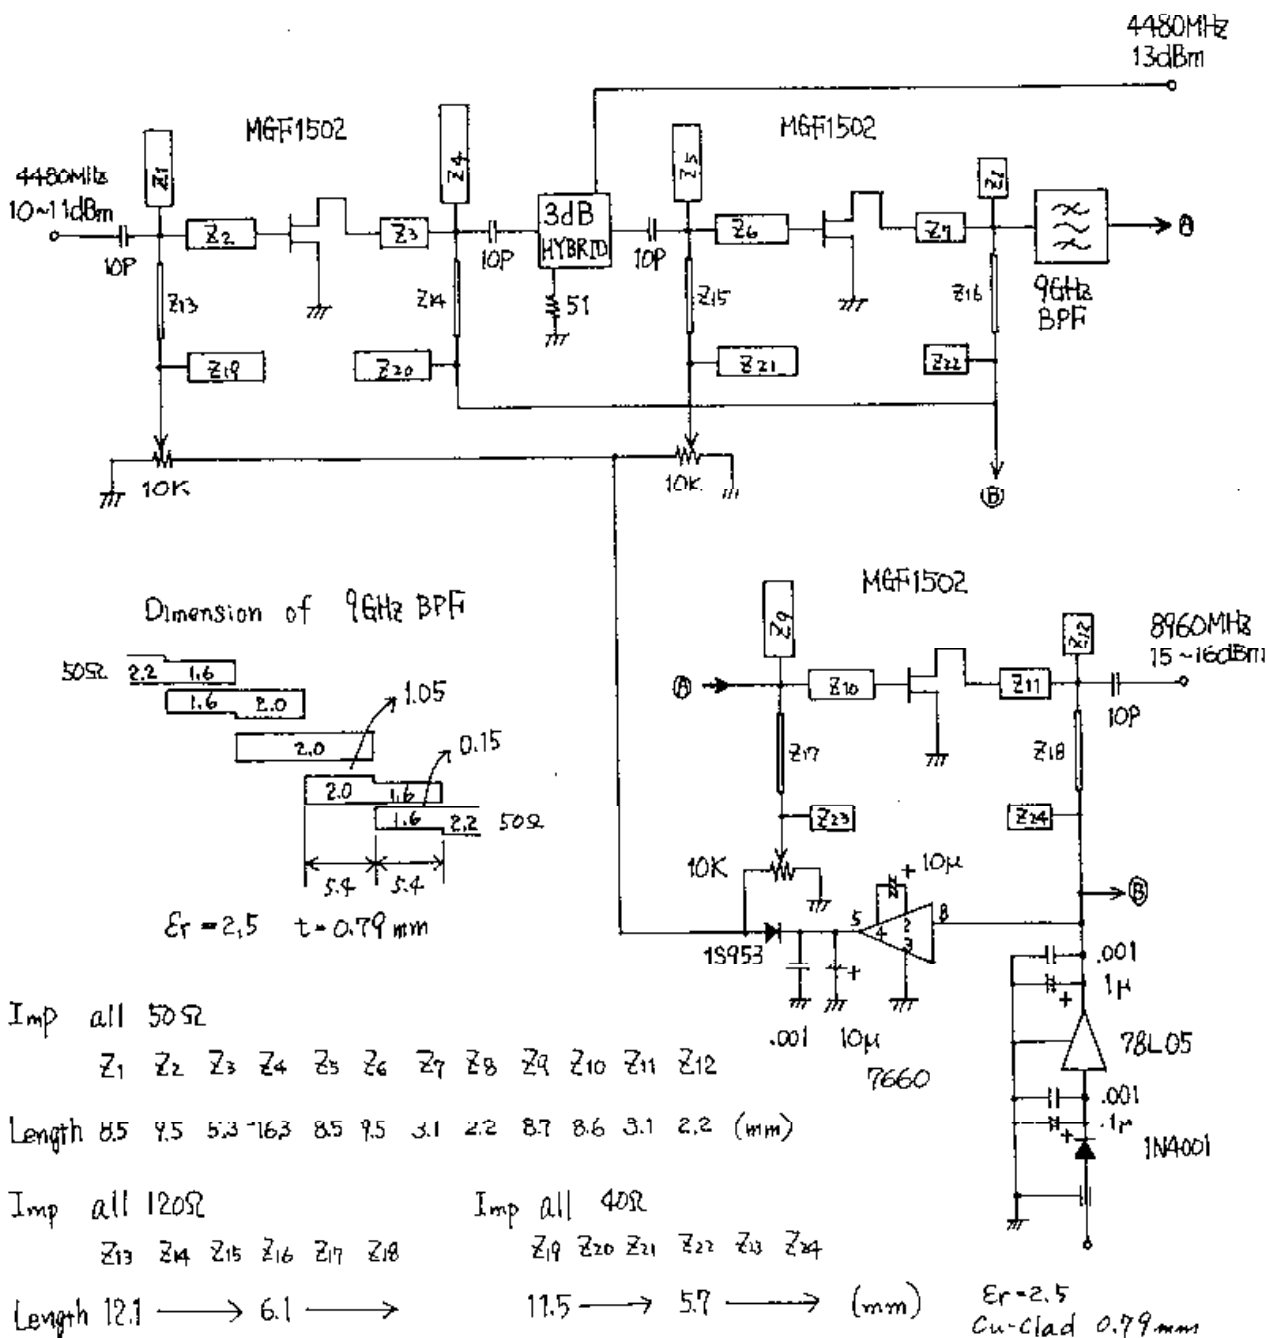 4480MHz
13dBm
MGF1502
MGF1502
4480MHz
10~11dBm
Z1
Z4
Z5
10P
Z2
Z3
10P
3dB
HYBRID
10P
Z6
Z7
A
Z13
Z14
51
Z15
Z16
9GHz
BPF
Z19
Z20
Z21
Z22
10K
10K
B
MGF1502
Dimension of 9GHz BPF
Z9
Z12
8960MHz
15~16dBm
50Ω 2.2 1.6
1.6 2.0
1.05
A
Z10
Z11
10P
2.0
0.15
Z17
Z18
2.0 1.6
1.6 2.2 50Ω
Z23
Z24
5.4 5.4
10K
10μ
B
εr=2,5 t=0.79mm
5 4 2 3 8
1S953
.001
1μ
.001 10μ
7660
78L05
.001
.1μ
1N4001
Imp all 50Ω
Z1 Z2 Z3 Z4 Z5 Z6 Z7 Z8 Z9 Z10 Z11 Z12
Length 8.5 9.5 5.3 16.3 8.5 9.5 3.1 2.2 8.7 8.6 3.1 2.2 (mm)
Imp all 120Ω
Z13 Z14 Z15 Z16 Z17 Z18
Length 12.1 → 6.1 →
Imp all 40Ω
Z19 Z20 Z21 Z22 Z23 Z24
11.5 → 5.7 → (mm)
εr=2.5
Cu-Clad 0.79mm